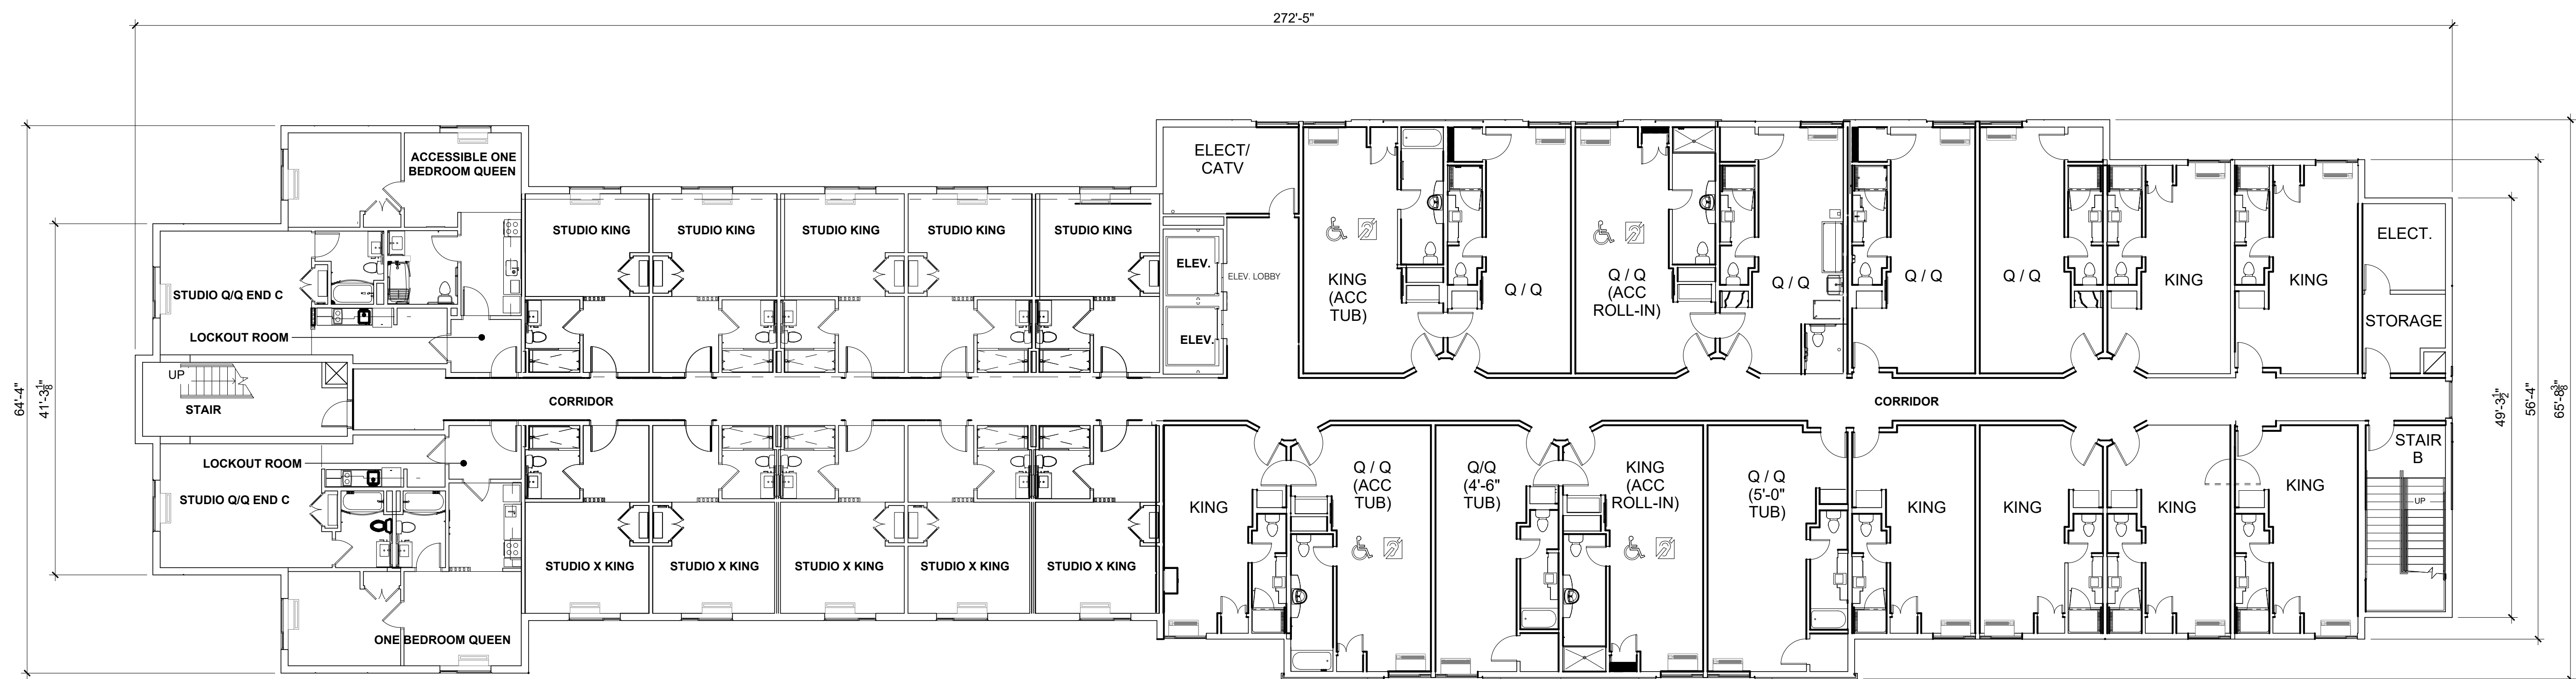 272'-5"
ACCESSIBLE ONE
BEDROOM QUEEN
ELECT/
CATV
STUDIO KING
STUDIO KING
STUDIO KING
STUDIO KING
STUDIO KING
ELEV.
ELEV. LOBBY
ELEV.
KING
(ACC
TUB)
Q / Q
Q / Q
(ACC
ROLL-IN)
Q / Q
Q / Q
Q / Q
KING
KING
ELECT.
STORAGE
STUDIO Q/Q END C
LOCKOUT ROOM
UP
STAIR
CORRIDOR
CORRIDOR
64'-4"
41'-3 1/8"
49'-3 1/2"
56'-4"
65'-8 3/8"
LOCKOUT ROOM
STUDIO Q/Q END C
KING
Q / Q
(ACC
TUB)
Q/Q
(4'-6"
TUB)
KING
(ACC
ROLL-IN)
Q / Q
(5'-0"
TUB)
KING
KING
KING
KING
STAIR
B
UP
STUDIO X KING
STUDIO X KING
STUDIO X KING
STUDIO X KING
STUDIO X KING
ONE BEDROOM QUEEN